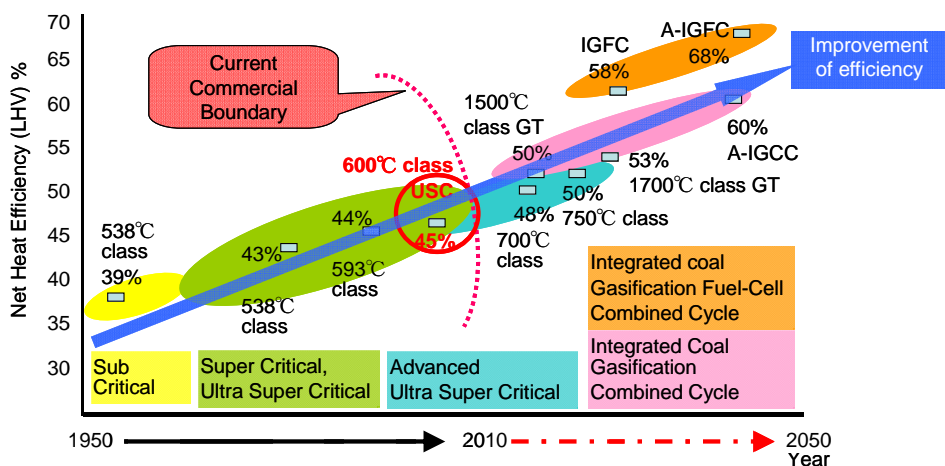 Net Heat Efficiency (LHV) %
70
65
60
55
50
45
40
35
30
Current
Commercial
Boundary
IGFC
58%
A-IGFC
68%
Improvement
of efficiency
1500℃
class GT
50%
60%
A-IGCC
53%
1700℃ class GT
600℃ class
USC
45%
48%
700℃
class
50%
750℃ class
538℃
class
39%
43%
538℃
class
44%
593℃
class
Sub
Critical
Super Critical,
Ultra Super Critical
Advanced
Ultra Super Critical
Integrated coal
Gasification Fuel-Cell
Combined Cycle
Integrated Coal
Gasification
Combined Cycle
1950
2010
2050
Year